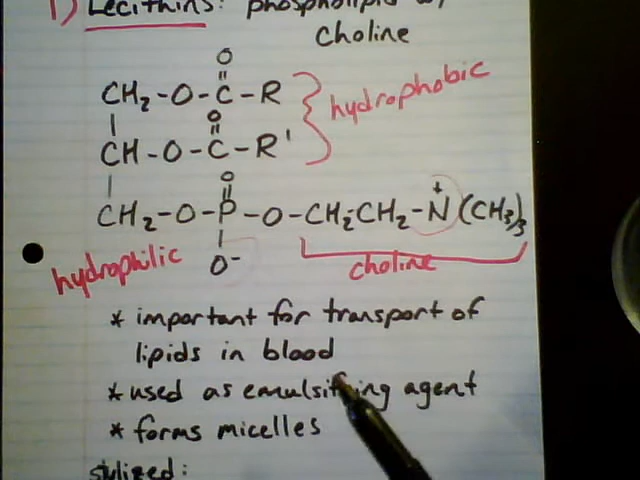 1) Lecithins: phospholipid w/
choline
O
CH2-O-C-R
hydrophobic
O
CH-O-C-R'
O
CH2-O-P-O-CH2CH2-N+(CH3)3
hydrophilic
O-
choline
* important for transport of
lipids in blood
* used as emulsifying agent
* forms micelles
stylized: